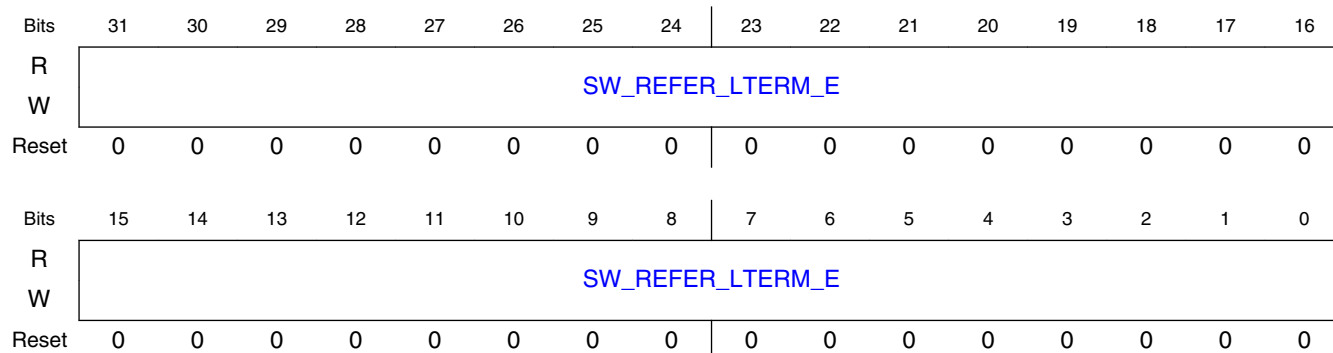 Bits 31 30 29 28 27 26 25 24 23 22 21 20 19 18 17 16
R
SW_REFER_LTERM_E
W
Reset 0 0 0 0 0 0 0 0 0 0 0 0 0 0 0 0
Bits 15 14 13 12 11 10 9 8 7 6 5 4 3 2 1 0
R
SW_REFER_LTERM_E
W
Reset 0 0 0 0 0 0 0 0 0 0 0 0 0 0 0 0